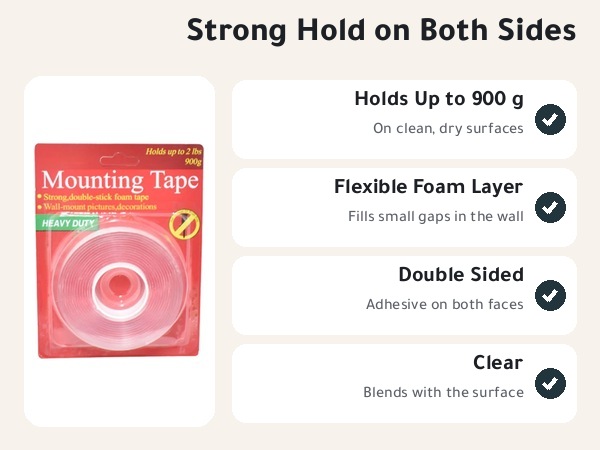 Strong Hold on Both Sides
Holds up to 2 lbs
900g
Mounting Tape
Strong,double-stick foam tape
Wall-mount pictures,decorations
HEAVY DUTY
Holds Up to 900 g
On clean, dry surfaces
Flexible Foam Layer
Fills small gaps in the wall
Double Sided
Adhesive on both faces
Clear
Blends with the surface